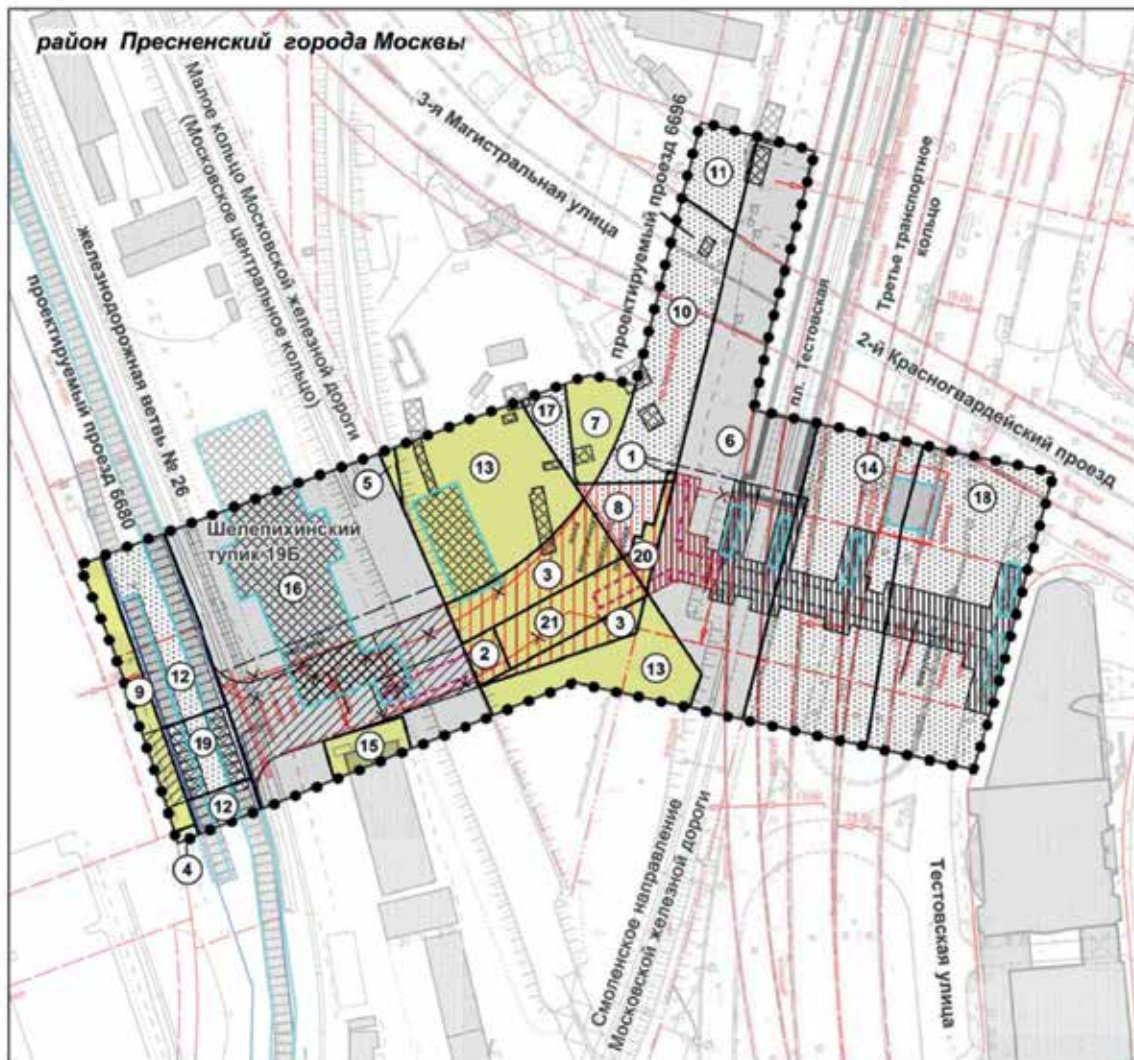 район Пресненский города Москвы
Малое кольцо Московской железной дороги
(Московское центральное кольцо)
железнодорожная ветвь № 26
проектируемый проезд 6680
3-я Магистральная улица
проектируемый проезд 6696
Третье транспортное
кольцо
пл. Тестовская
2-й Красногвардейский проезд
11
10
17
7
1
6
5
13
14
18
8
Шелепихинский
тупик 19Б
16
3
20
21
3
2
13
9
12
19
15
12
4
Смоленское направление
Московской железной дороги
Тестовская улица